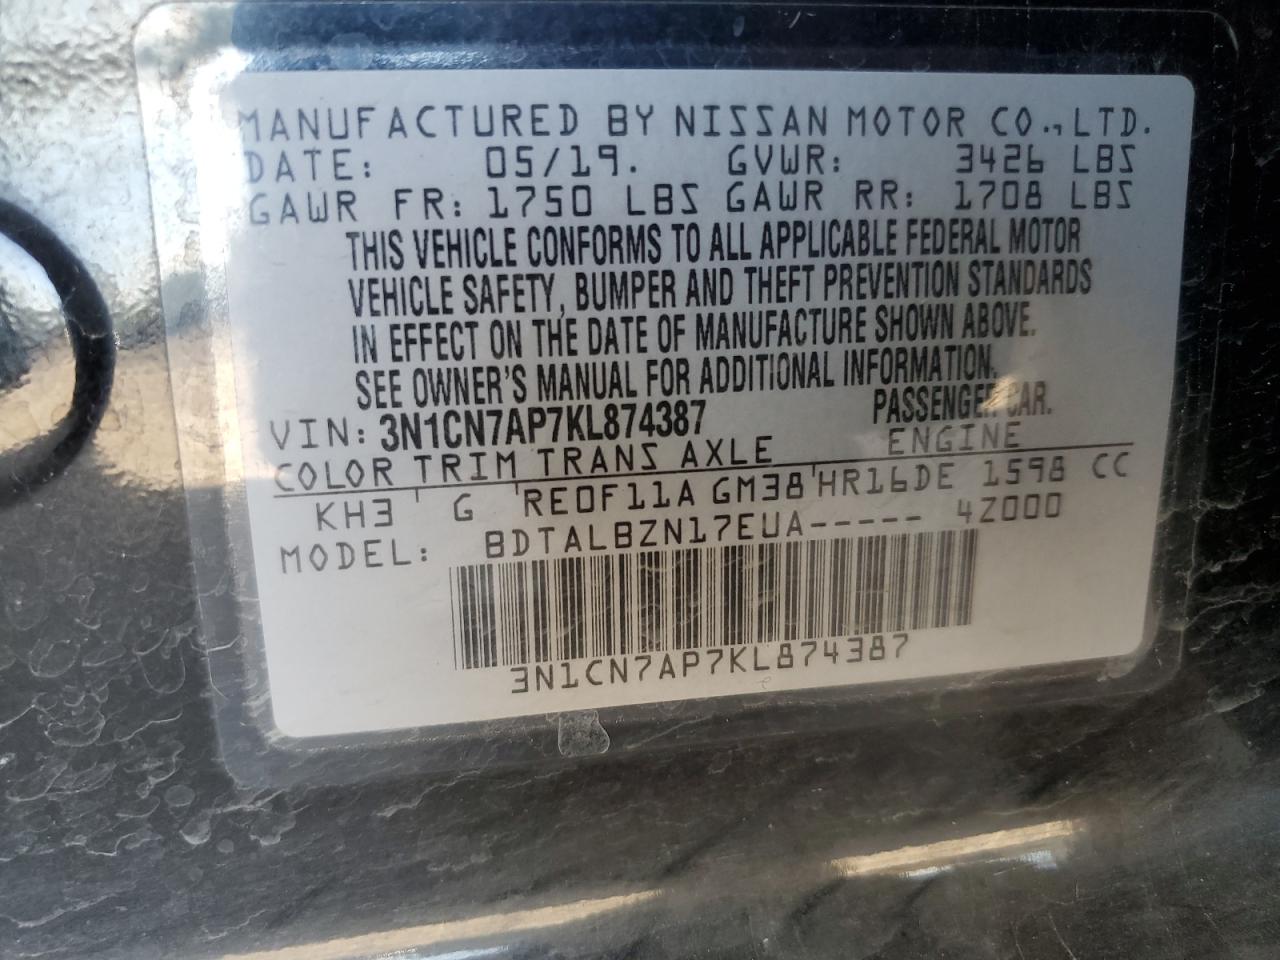 MANUFACTURED BY NISSAN MOTOR CO., LTD.
DATE: 05/19. GVWR: 3426 LBS
GAWR FR: 1750 LBS GAWR RR: 1708 LBS
THIS VEHICLE CONFORMS TO ALL APPLICABLE FEDERAL MOTOR
VEHICLE SAFETY, BUMPER AND THEFT PREVENTION STANDARDS
IN EFFECT ON THE DATE OF MANUFACTURE SHOWN ABOVE.
SEE OWNER'S MANUAL FOR ADDITIONAL INFORMATION.
PASSENGER CAR.
VIN: 3N1CN7AP7KL874387
COLOR TRIM TRANS AXLE ENGINE
KH3 G RE0F11A GM38 HR16DE 1598 CC
MODEL: BDTALBZN17EUA----- 4Z000
3N1CN7AP7KL874387